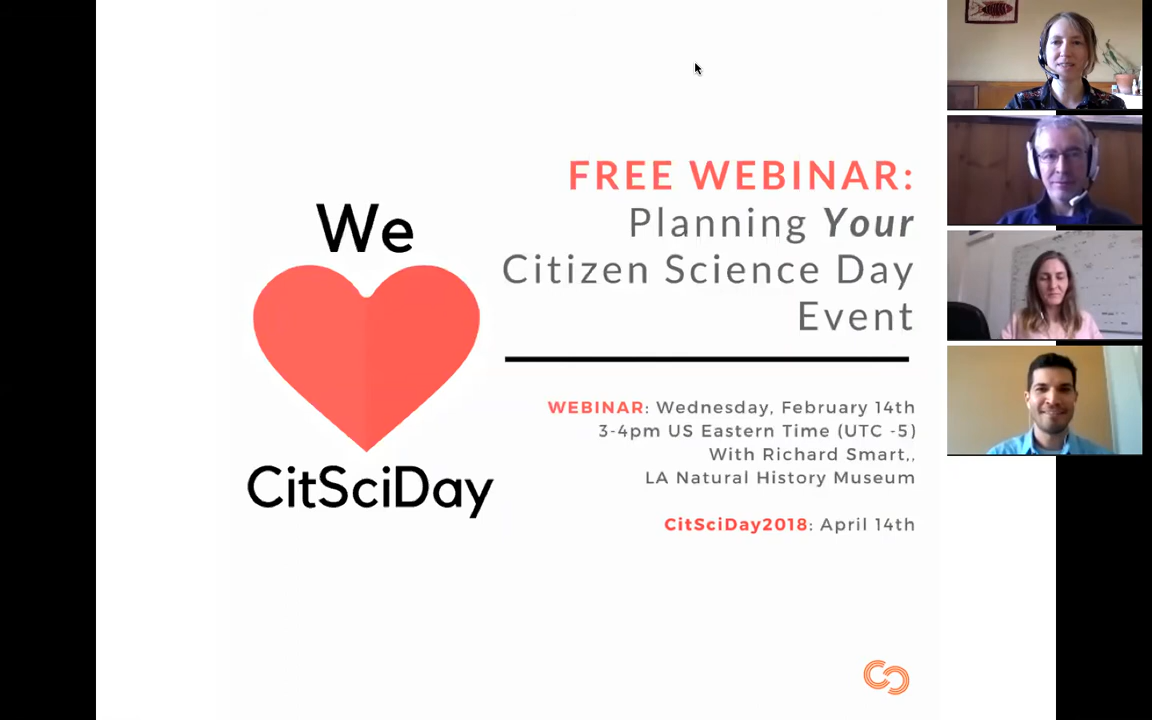 We
CitSciDay
FREE WEBINAR:
Planning Your
Citizen Science Day
Event
WEBINAR: Wednesday, February 14th
3-4pm US Eastern Time (UTC -5)
With Richard Smart,,
LA Natural History Museum
CitSciDay2018: April 14th